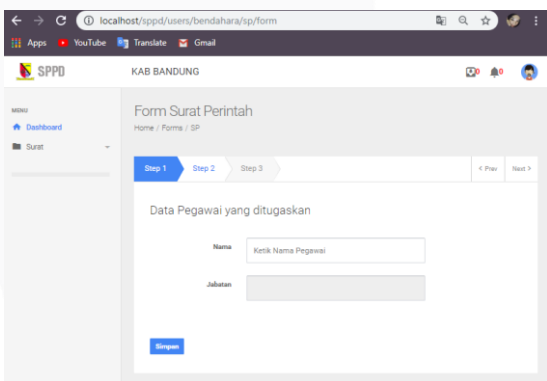 localhost/sppd/users/bendahara/sp/form
Apps YouTube Translate Gmail
SPPD KAB BANDUNG 0 0
MENU
Dashboard
Surat
Form Surat Perintah
Home / Forms / SP
Step 1 Step 2 Step 3 < Prev Next >
Data Pegawai yang ditugaskan
Nama Ketik Nama Pegawai
Jabatan
Simpan